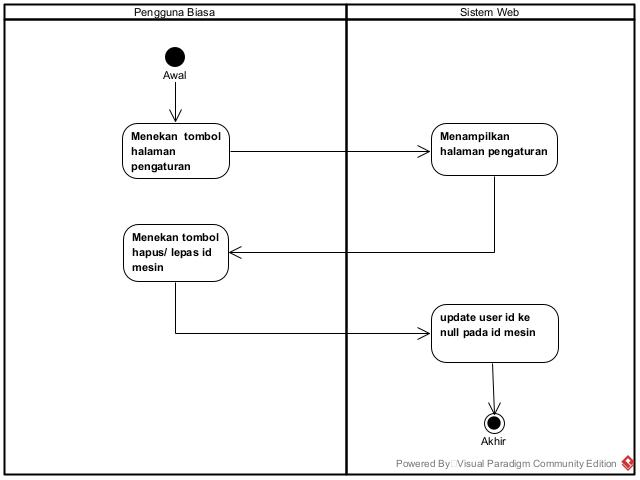 Pengguna Biasa
Sistem Web
Awal
Menekan tombol
halaman
pengaturan
Menampilkan
halaman pengaturan
Menekan tombol
hapus/ lepas id
mesin
update user id ke
null pada id mesin
Akhir
Powered By Visual Paradigm Community Edition